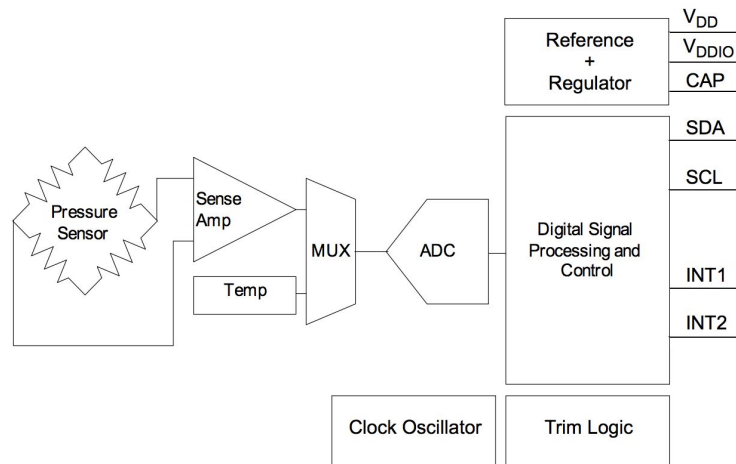 V_DD
Reference
+
Regulator
V_DDIO
CAP
SDA
SCL
Pressure
Sensor
Sense
Amp
MUX
ADC
Digital Signal
Processing and
Control
Temp
INT1
INT2
Clock Oscillator
Trim Logic